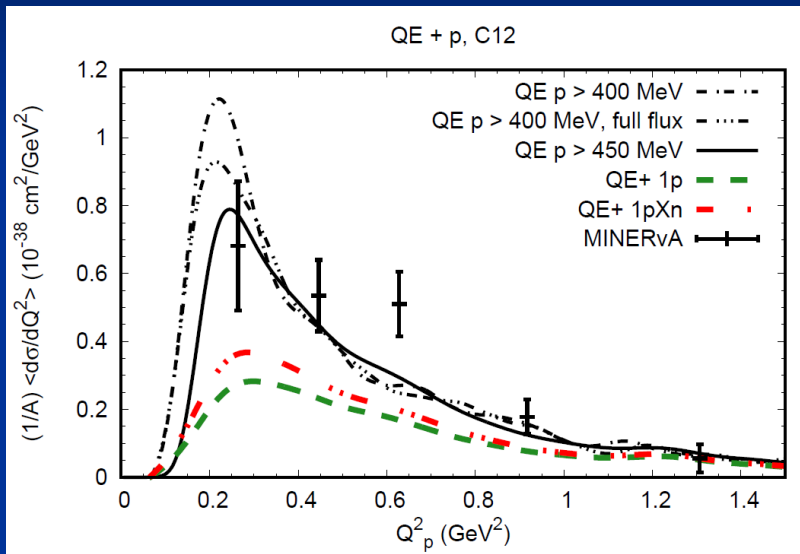 QE + p, C12
QE p > 400 MeV
QE p > 400 MeV, full flux
QE p > 450 MeV
QE+ 1p
QE+ 1pXn
MINERvA
(1/A) <dσ/dQ²> (10⁻³⁸ cm²/GeV²)
1.2
1
0.8
0.6
0.4
0.2
0
0 0.2 0.4 0.6 0.8 1 1.2 1.4
Q²ₚ (GeV²)